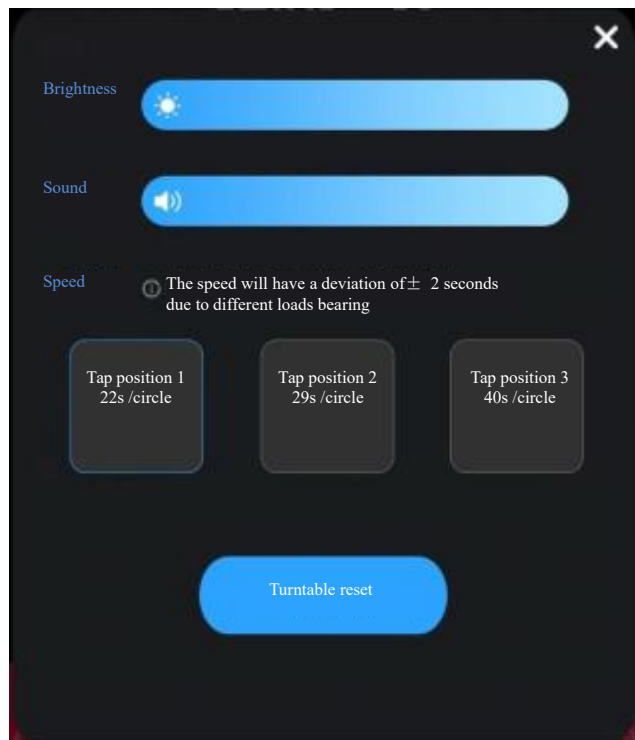 Brightness
Sound
Speed
The speed will have a deviation of± 2 seconds
due to different loads bearing
Tap position 1
22s /circle
Tap position 2
29s /circle
Tap position 3
40s /circle
Turntable reset